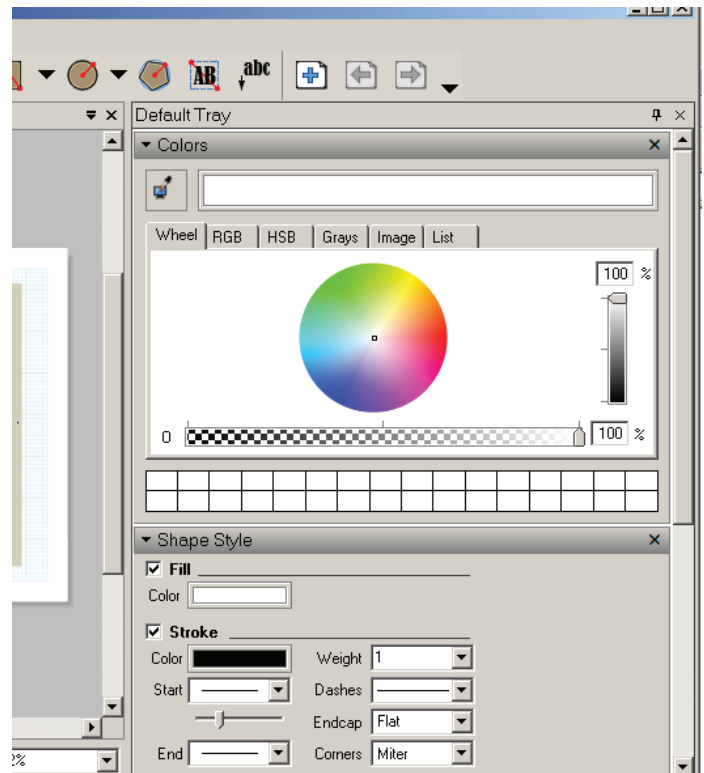 AB abc
Default Tray
Colors
Wheel RGB HSB Grays Image List
100 %
0 100 %
Shape Style
Fill
Color
Stroke
Color Weight 1
Start Dashes
Endcap Flat
2% End Corners Miter